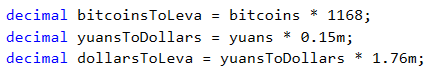 decimal bitcoinsToLeva = bitcoins * 1168;
decimal yuansToDollars = yuans * 0.15m;
decimal dollarsToLeva = yuansToDollars * 1.76m;